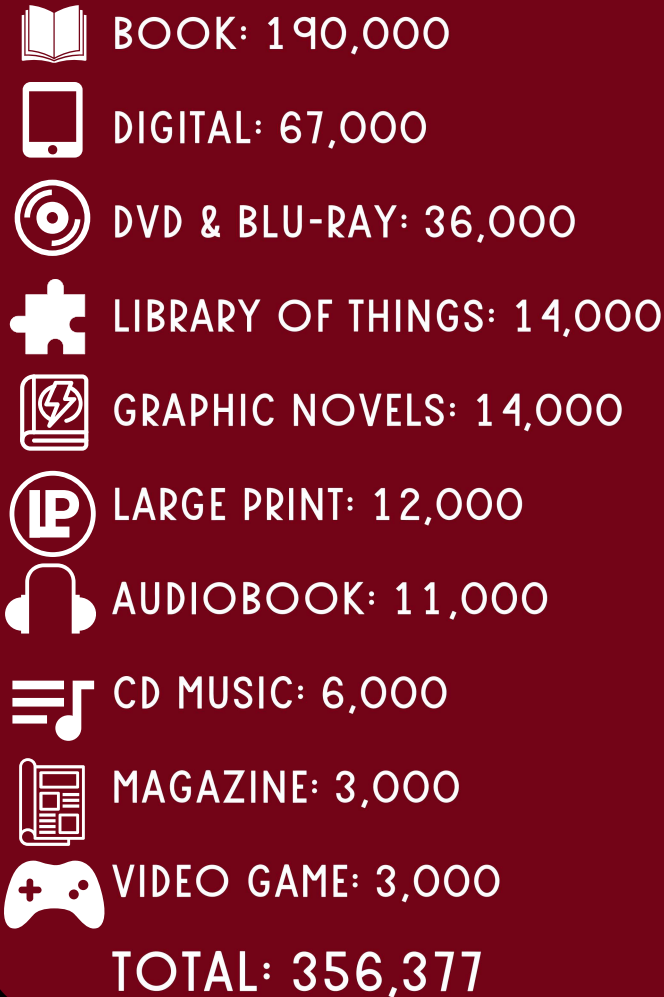 BOOK: 190,000
DIGITAL: 67,000
DVD & BLU-RAY: 36,000
LIBRARY OF THINGS: 14,000
GRAPHIC NOVELS: 14,000
LP LARGE PRINT: 12,000
AUDIOBOOK: 11,000
CD MUSIC: 6,000
MAGAZINE: 3,000
VIDEO GAME: 3,000
TOTAL: 356,377